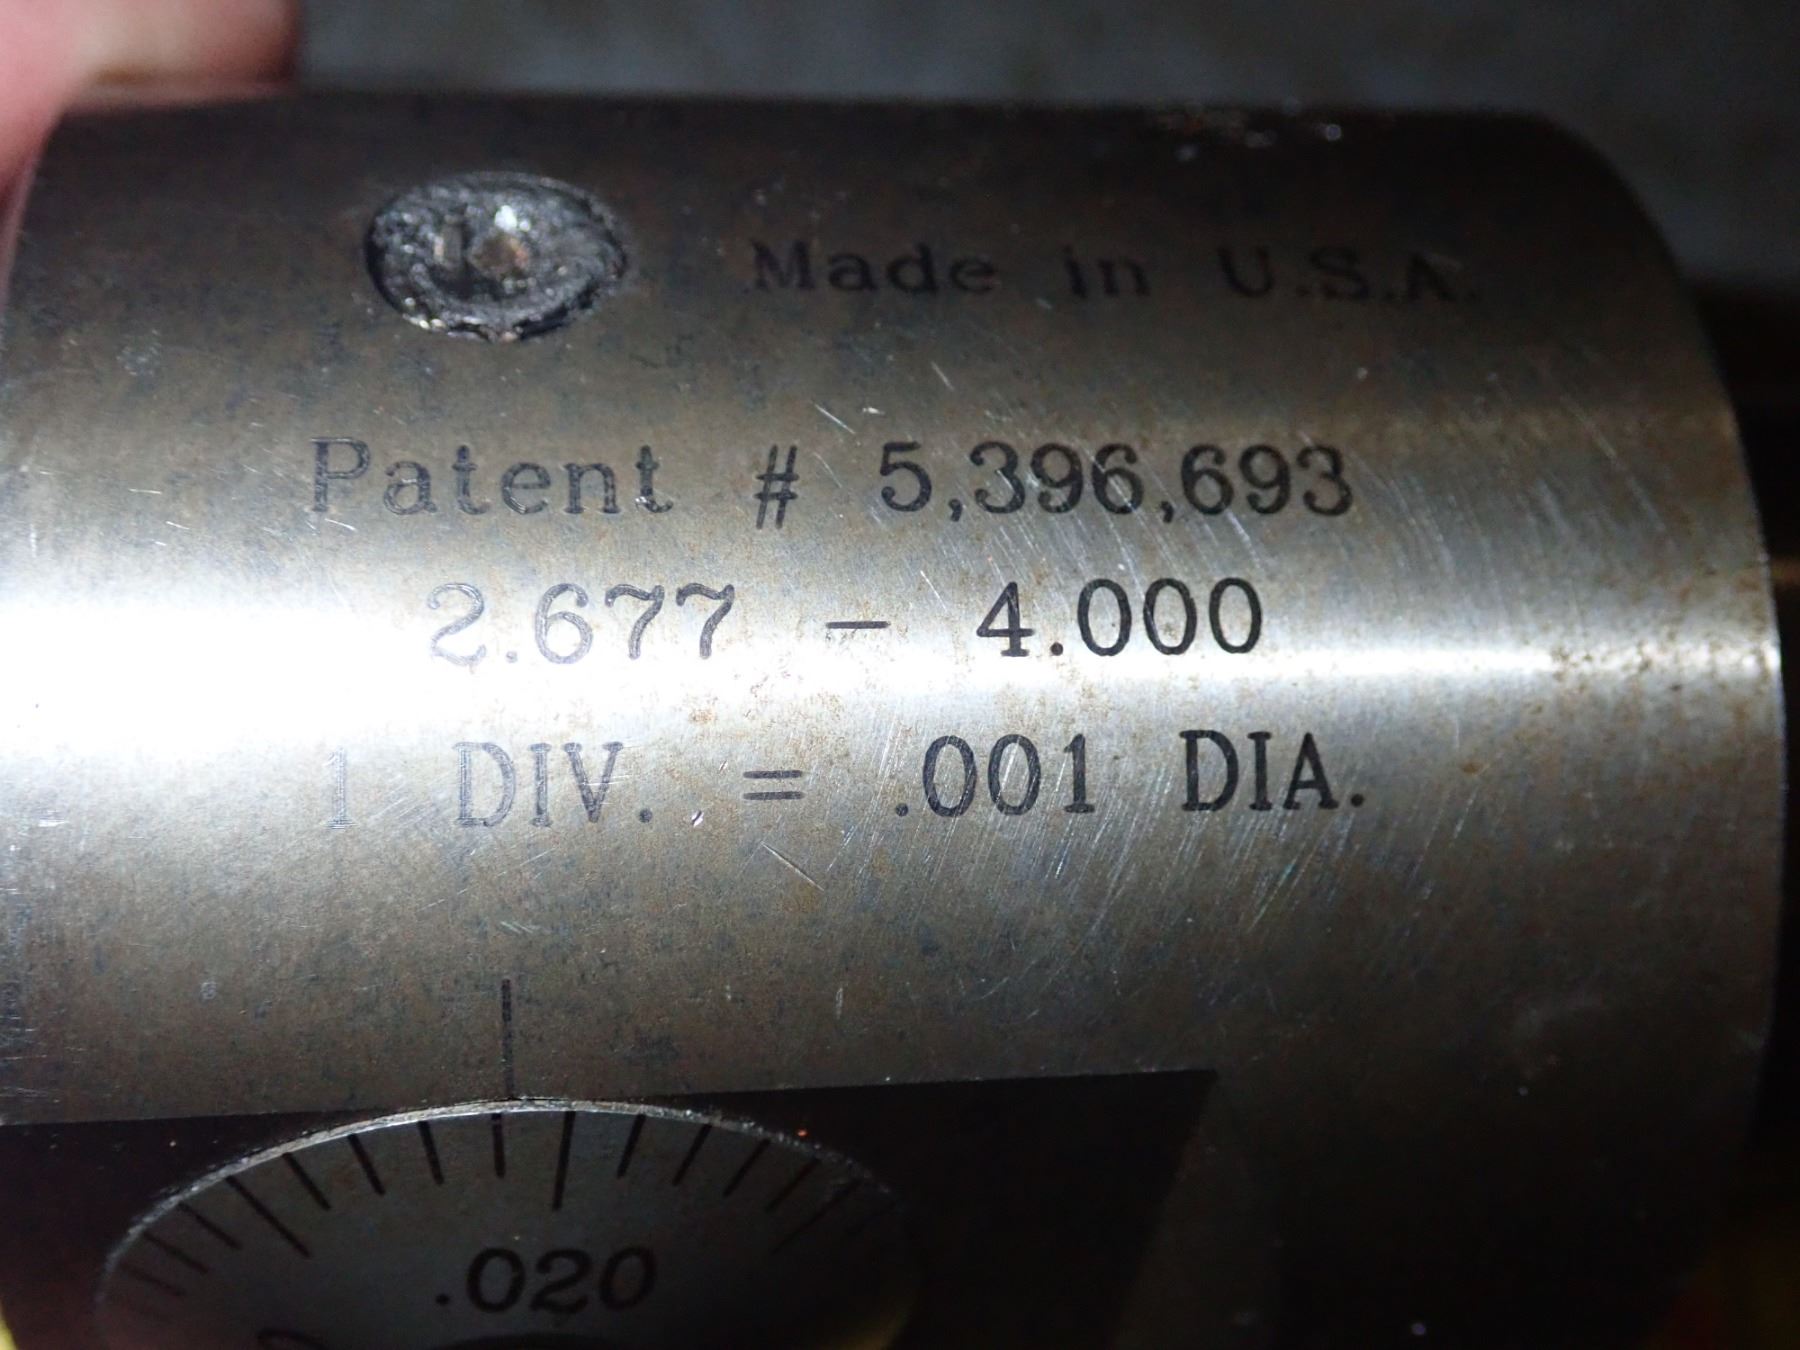 Made in U.S.A.
Patent # 5,396,693
2.677 - 4.000
1 DIV. = .001 DIA.
.020